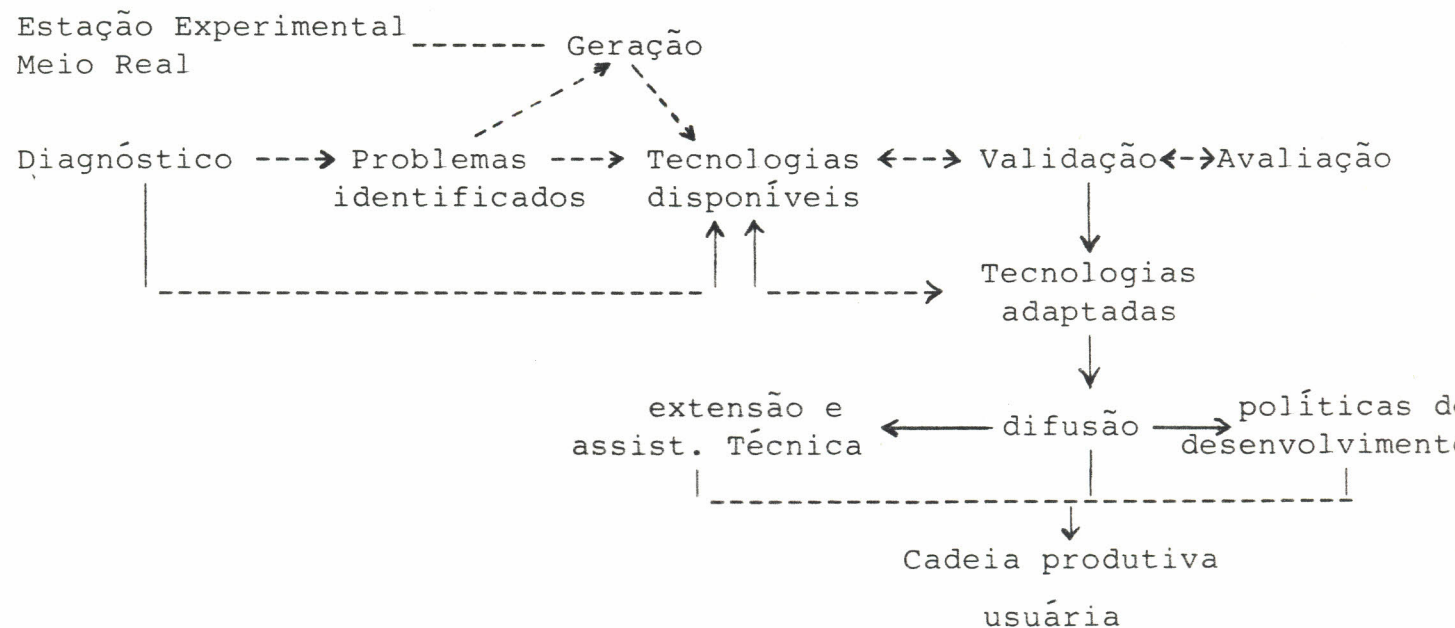 Estação Experimental
Meio Real
Geração
Diagnóstico
Problemas
identificados
Tecnologias
disponíveis
Validação
Avaliação
Tecnologias
adaptadas
extensão e
assist. Técnica
difusão
políticas de
desenvolvimento
Cadeia produtiva
usuária